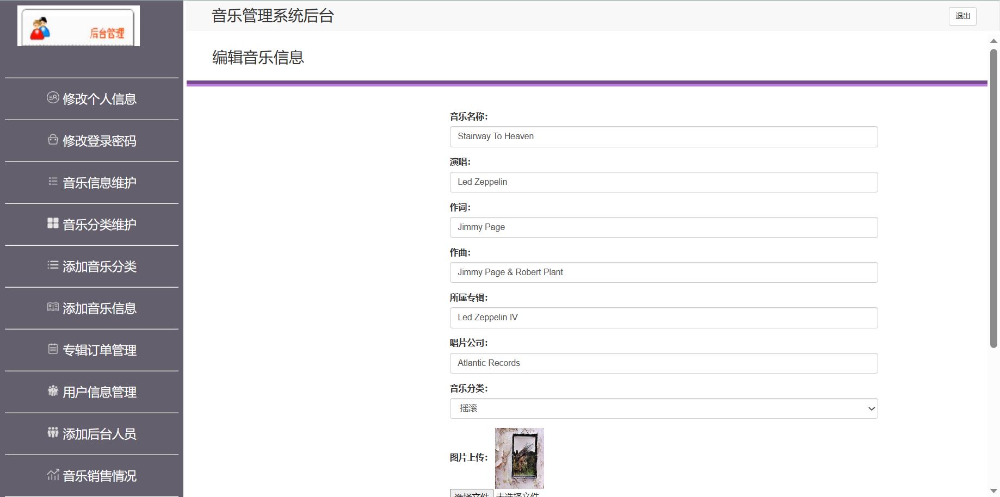 后台管理
修改个人信息
修改登录密码
音乐信息维护
音乐分类维护
添加音乐分类
添加音乐信息
专辑订单管理
用户信息管理
添加后台人员
音乐销售情况
音乐管理系统后台
退出
编辑音乐信息
音乐名称:
Stairway To Heaven
演唱:
Led Zeppelin
作词:
Jimmy Page
作曲:
Jimmy Page & Robert Plant
所属专辑:
Led Zeppelin IV
唱片公司:
Atlantic Records
音乐分类:
摇滚
图片上传:
选择文件 未选择文件